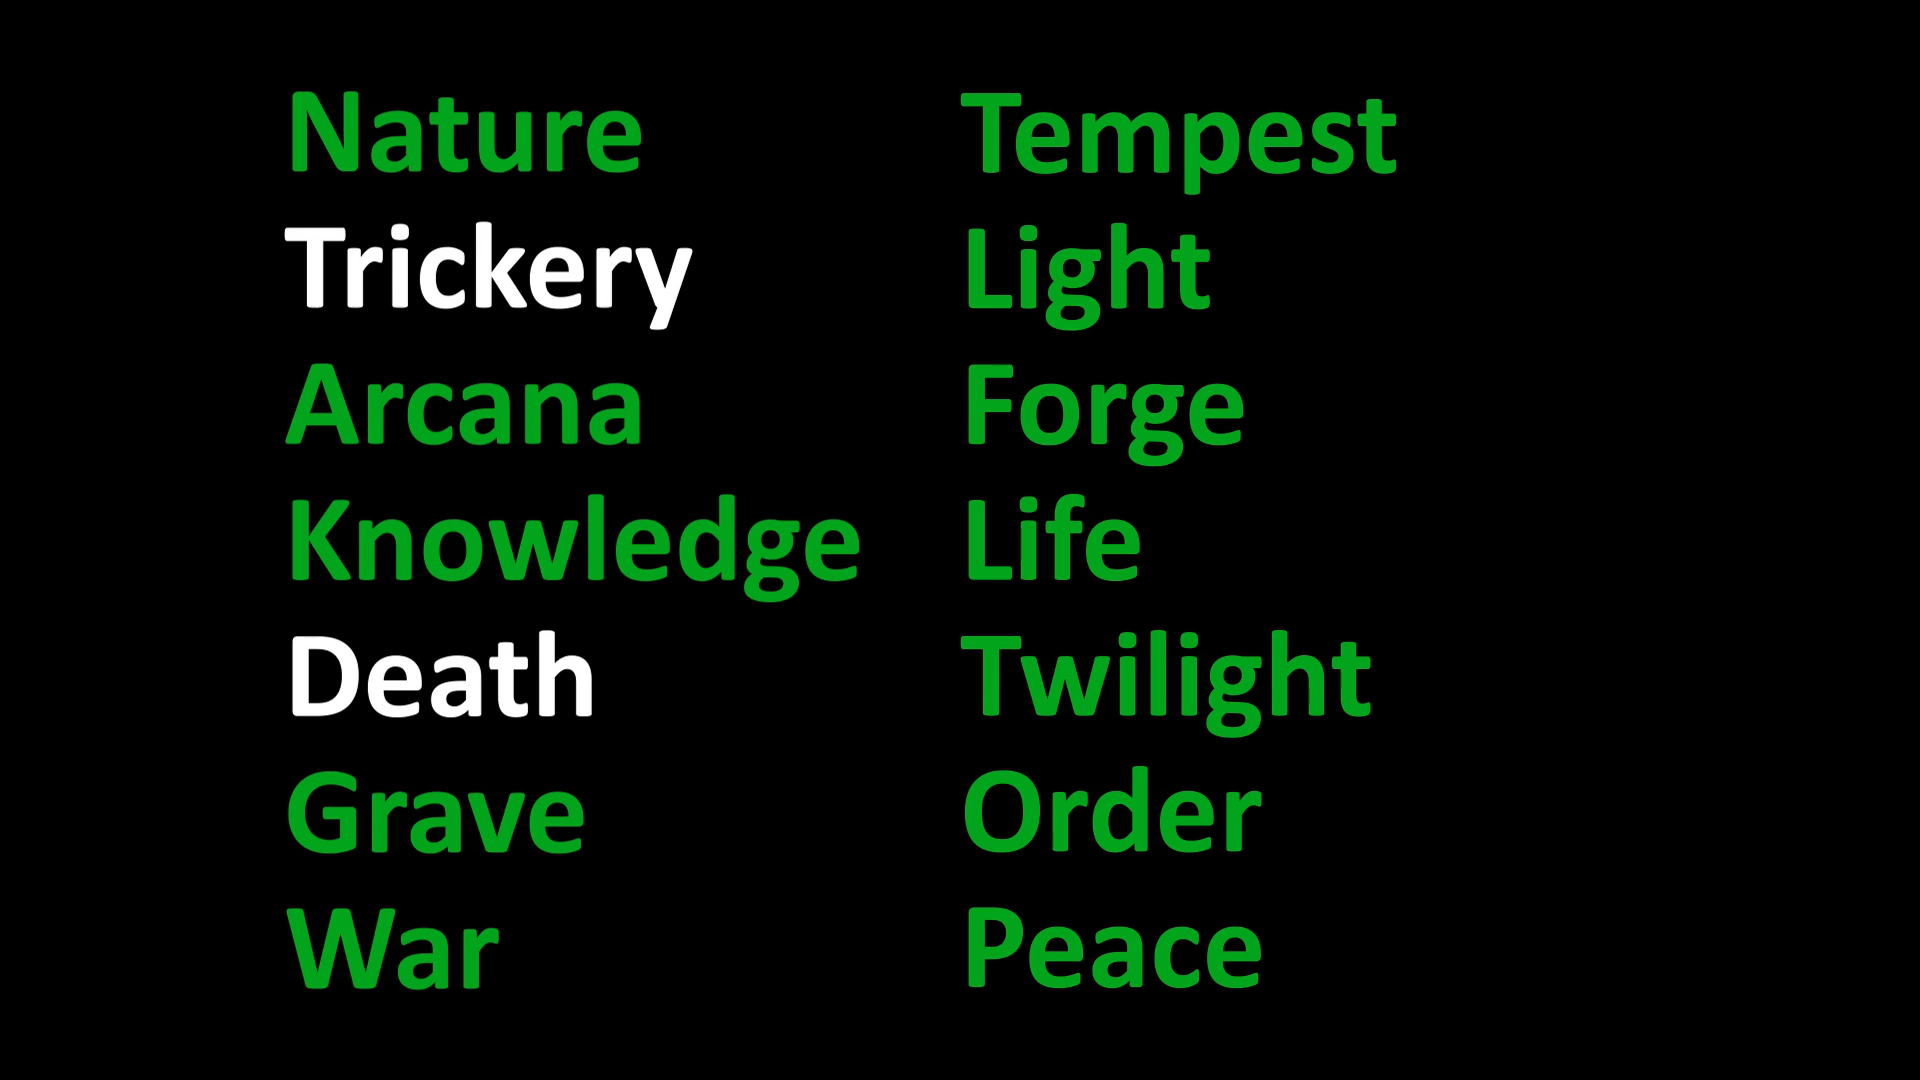 Nature
Trickery
Arcana
Knowledge
Death
Grave
War
Tempest
Light
Forge
Life
Twilight
Order
Peace